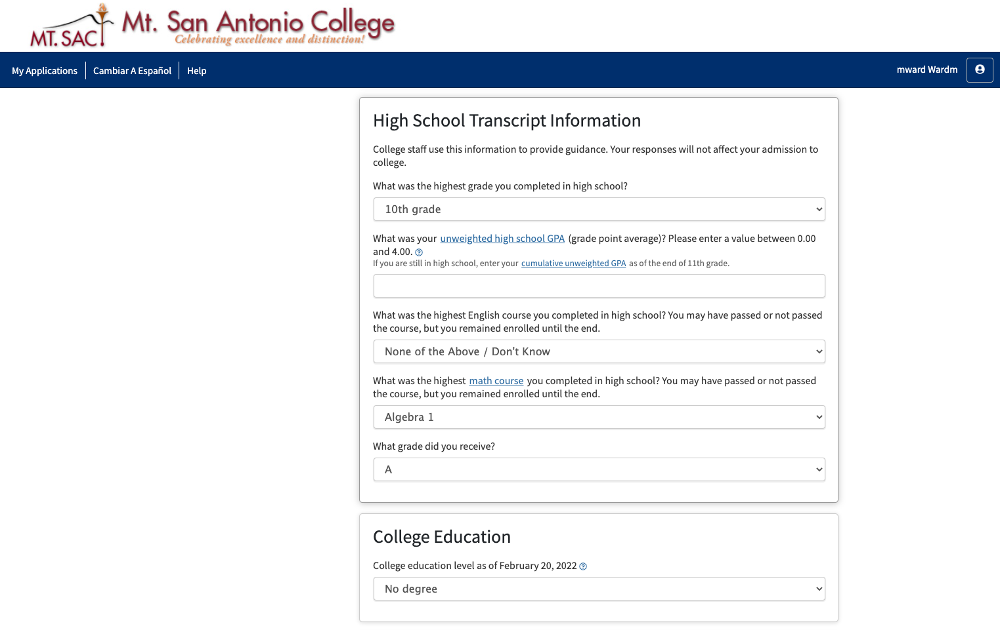 MT. SAC
Mt. San Antonio College
Celebrating excellence and distinction!
My Applications
Cambiar A Español
Help
mward Wardm
High School Transcript Information
College staff use this information to provide guidance. Your responses will not affect your admission to
college.
What was the highest grade you completed in high school?
10th grade
What was your unweighted high school GPA (grade point average)? Please enter a value between 0.00
and 4.00.
If you are still in high school, enter your cumulative unweighted GPA as of the end of 11th grade.
What was the highest English course you completed in high school? You may have passed or not passed
the course, but you remained enrolled until the end.
None of the Above / Don't Know
What was the highest math course you completed in high school? You may have passed or not passed
the course, but you remained enrolled until the end.
Algebra 1
What grade did you receive?
A
College Education
College education level as of February 20, 2022
No degree